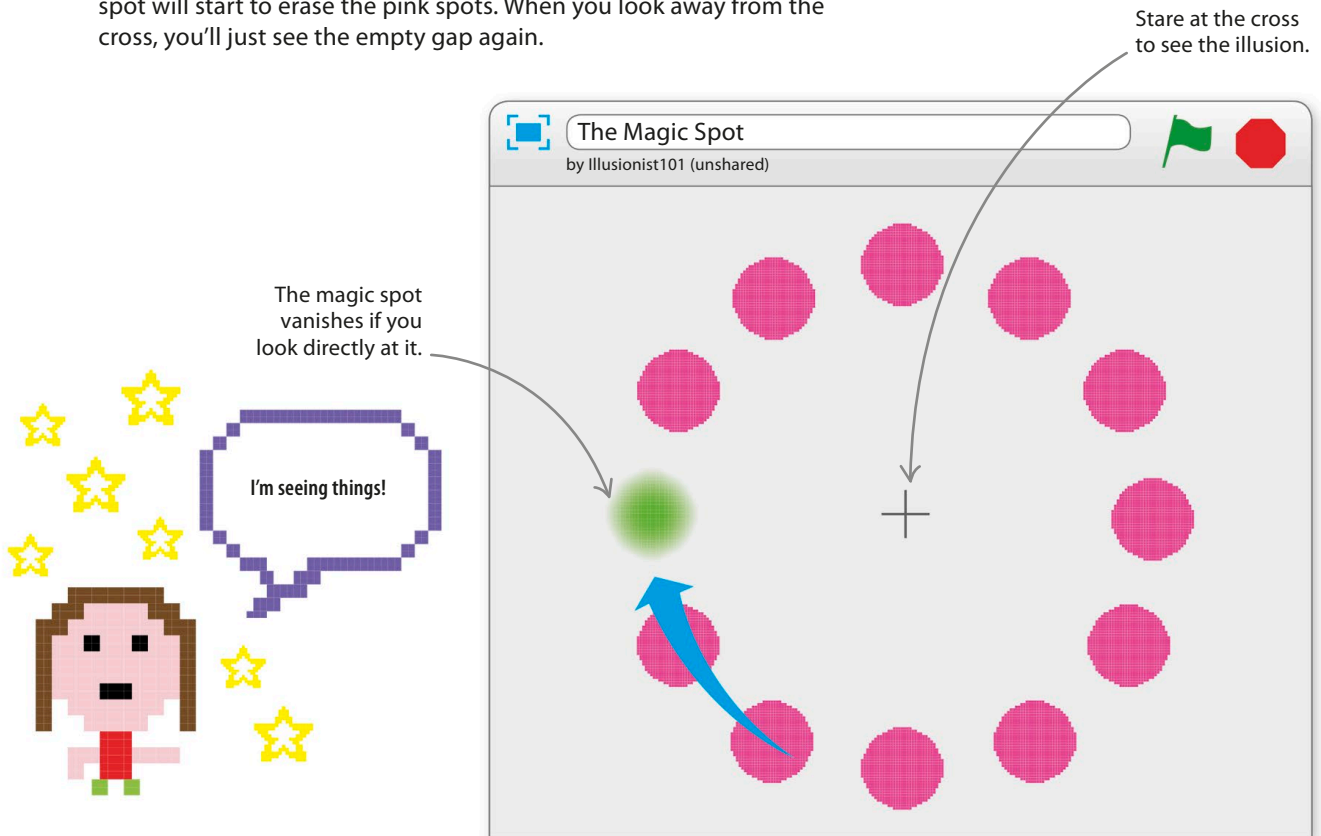 spot will start to erase the pink spots. When you look away from the
cross, you’ll just see the empty gap again.
Stare at the cross
to see the illusion.
The Magic Spot
by Illusionist101 (unshared)
The magic spot
vanishes if you
look directly at it.
I’m seeing things!